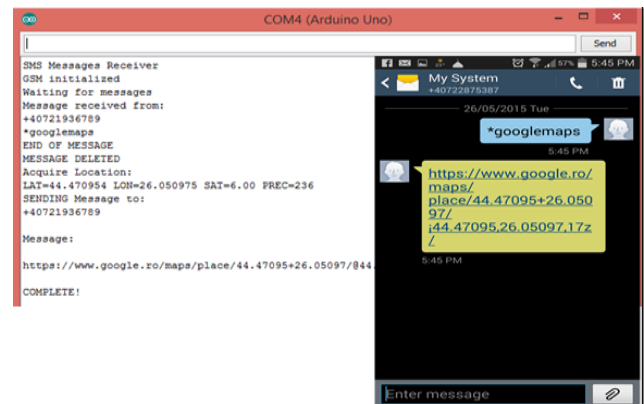 COM4 (Arduino Uno)
Send
SMS Messages Receiver
GSM initialized
Waiting for messages
Message received from:
+40721936789
*googlemaps
END OF MESSAGE
MESSAGE DELETED
Acquire Location:
LAT=44.470954 LON=26.050975 SAT=6.00 PREC=236
SENDING Message to:
+40721936789
Message:
https://www.google.ro/maps/place/44.47095+26.05097/@44.
COMPLETE!
57% 5:45 PM
My System
+40722875387
26/05/2015 Tue
*googlemaps
5:45 PM
https://www.google.ro/
maps/
place/44.47095+26.050
97/
¡44.47095,26.05097,17z
/
5:45 PM
Enter message